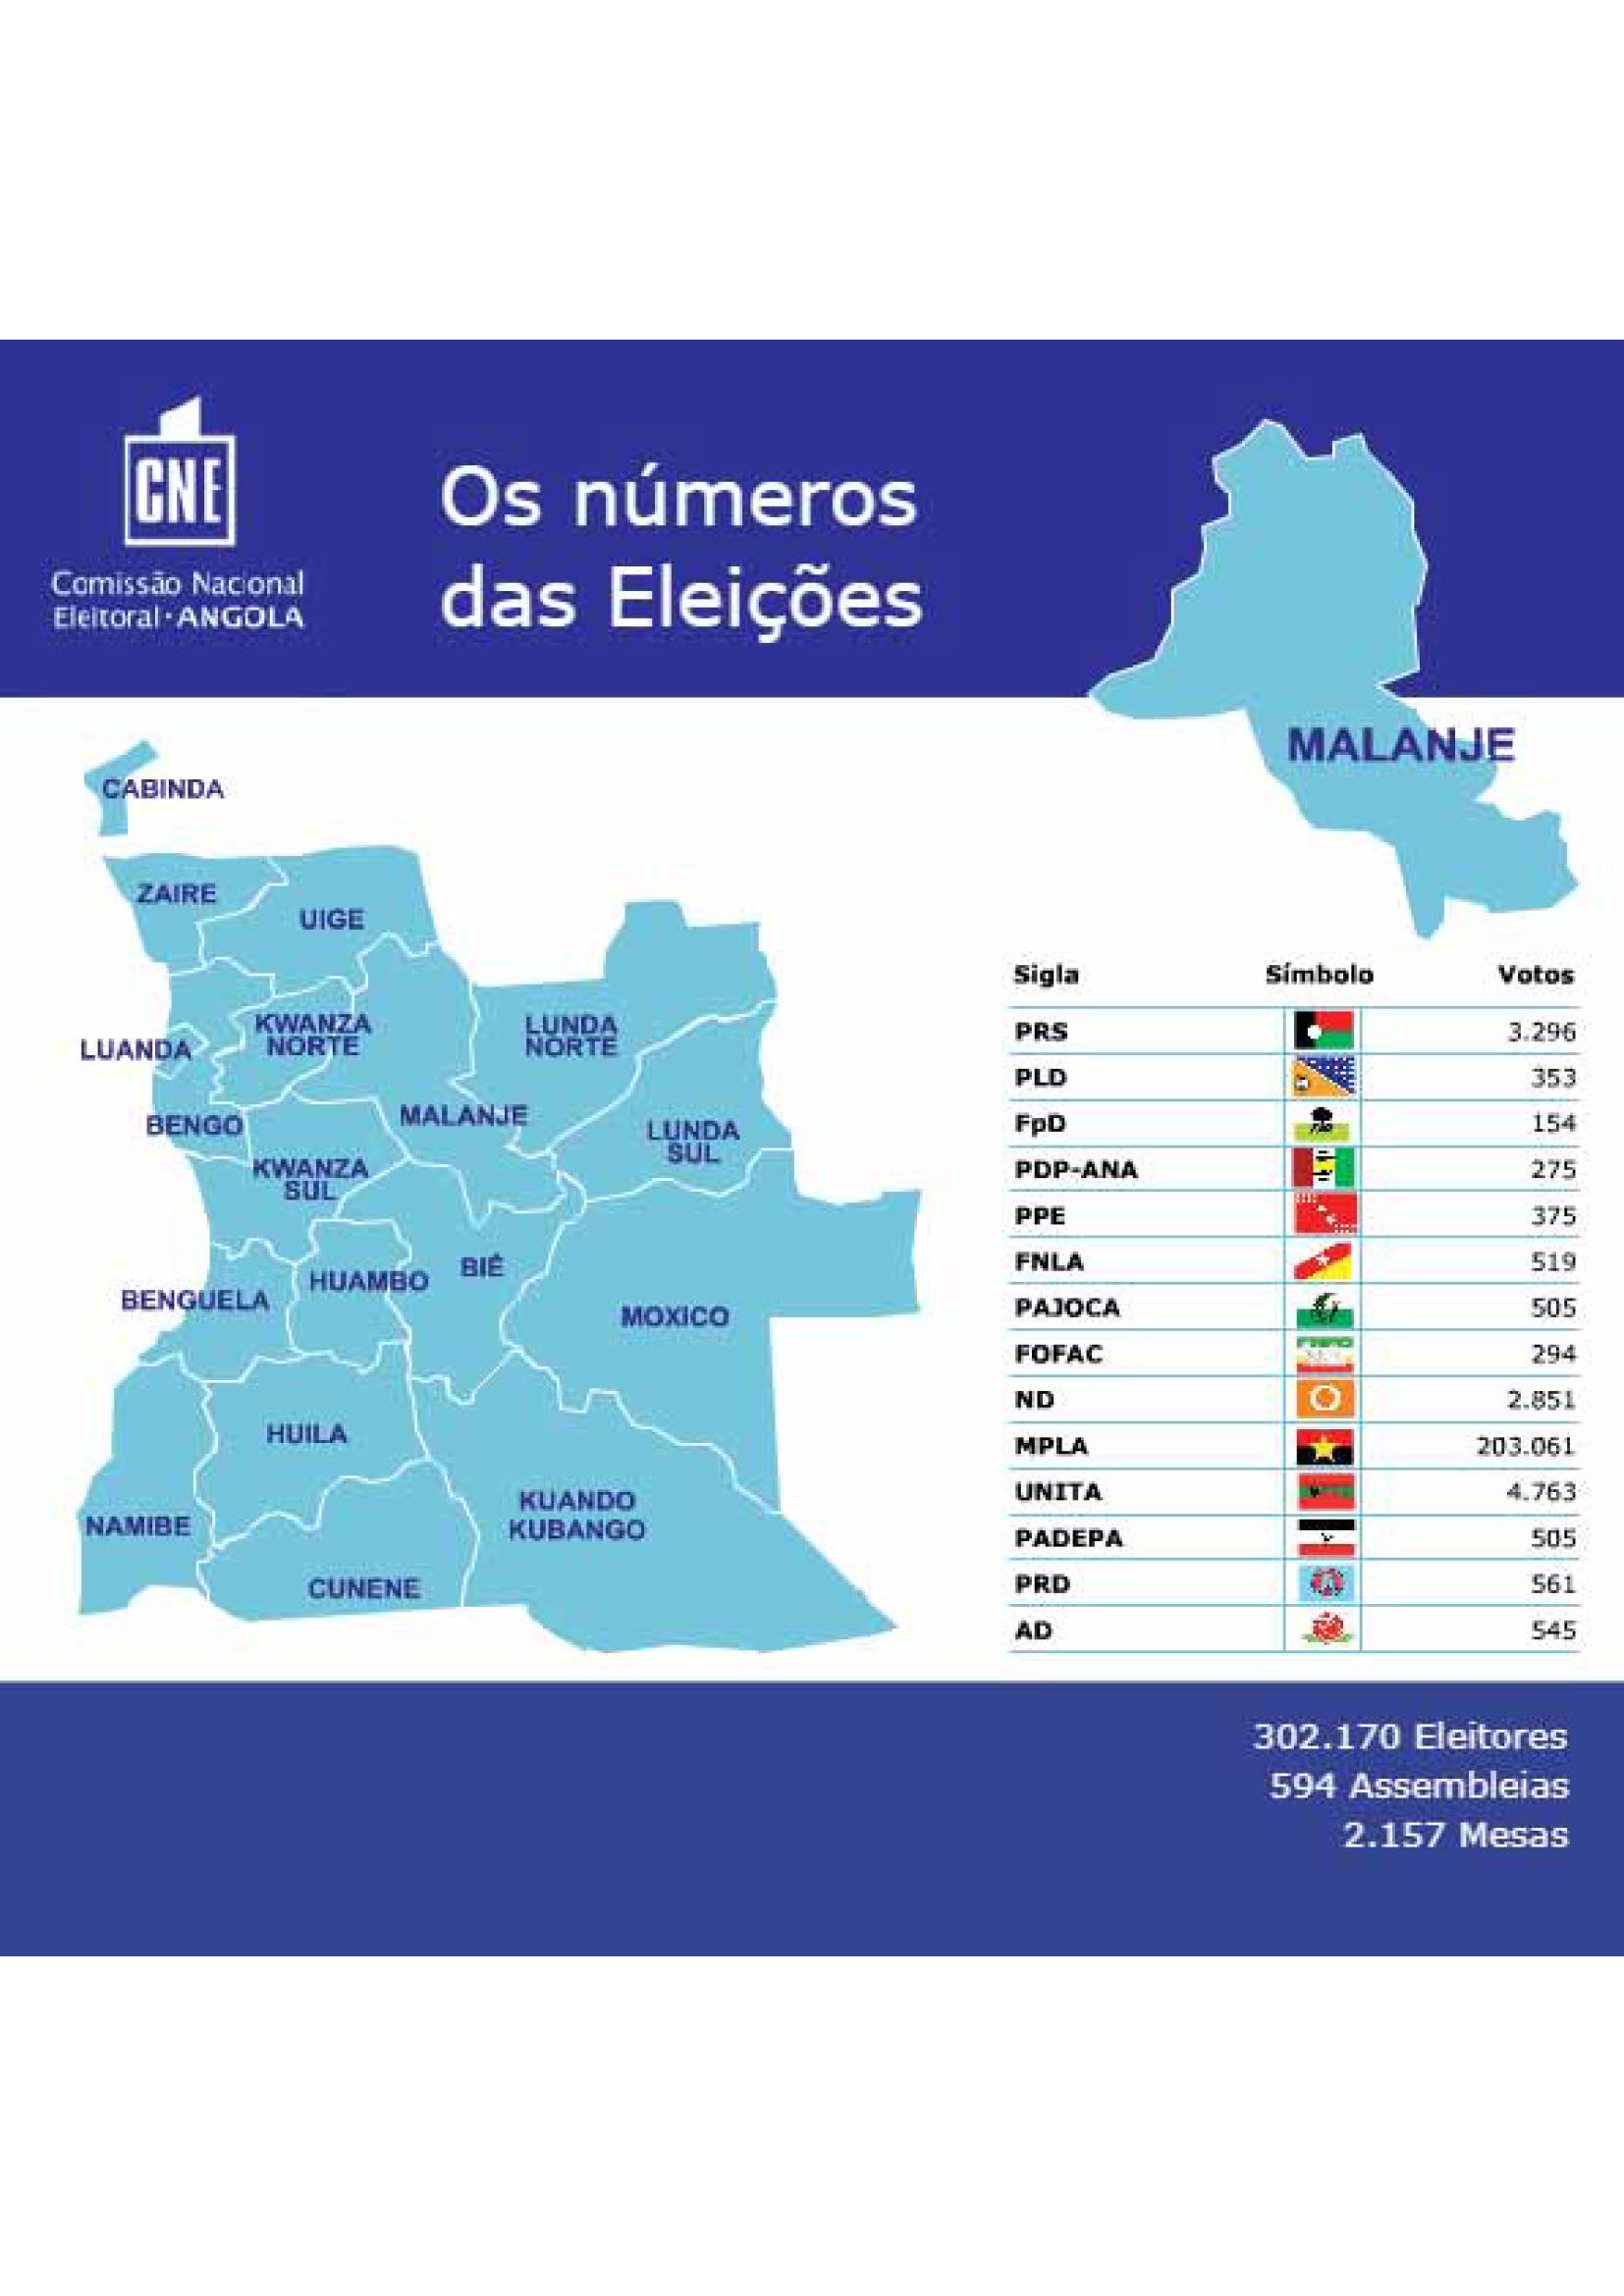 CNE
Comissão Nacional
Eleitoral·ANGOLA
Os números
das Eleições
MALANJE
CABINDA
ZAIRE
UIGE
LUANDA
KWANZA
NORTE
LUNDA
NORTE
BENGO
MALANJE
LUNDA
SUL
KWANZA
SUL
BENGUELA
HUAMBO
BIÉ
MOXICO
HUILA
NAMIBE
KUANDO
KUBANGO
CUNENE
Sigla Símbolo Votos
PRS 3.296
PLD 353
FpD 154
PDP-ANA 275
PPE 375
FNLA 519
PAJOCA 505
FOFAC 294
ND 2.851
MPLA 203.061
UNITA 4.763
PADEPA 505
PRD 561
AD 545
302.170 Eleitores
594 Assembleias
2.157 Mesas